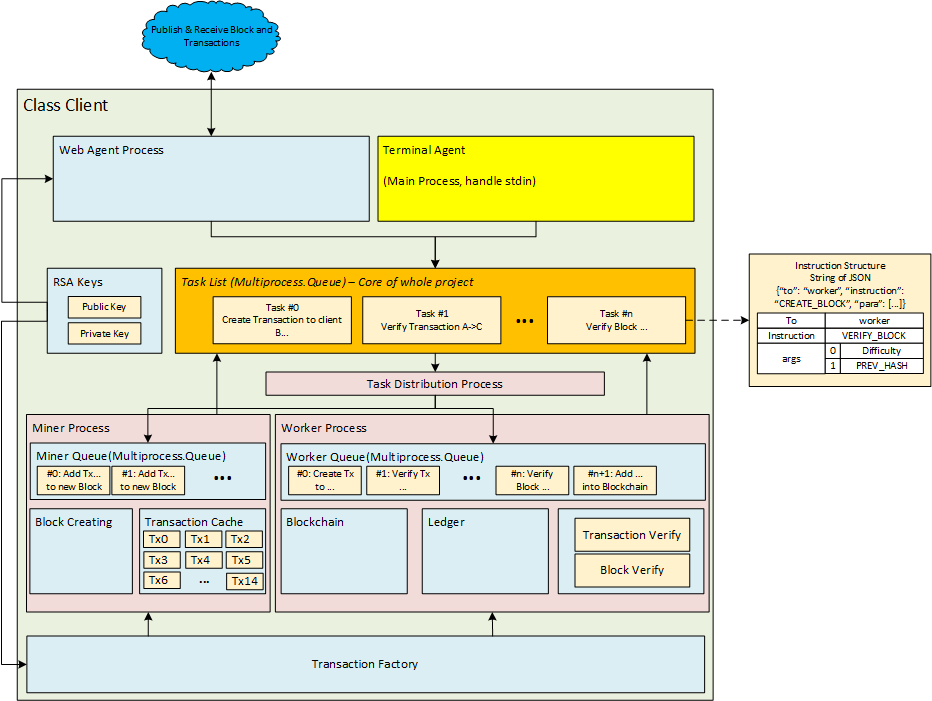 Publish & Receive Block and
Transactions
Class Client
Web Agent Process
Terminal Agent
(Main Process, handle stdin)
RSA Keys
Public Key
Private Key
Task List (Multiprocess.Queue) – Core of whole project
Task #0
Create Transaction to client
B...
Task #1
Verify Transaction A->C
...
Task #n
Verify Block ...
Instruction Structure
String of JSON
{“to”: “worker”, “instruction”:
“CREATE_BLOCK”, “para”: [...]}
To worker
Instruction VERIFY_BLOCK
args
0 Difficulty
1 PREV_HASH
Task Distribution Process
Miner Process
Miner Queue(Multiprocess.Queue)
#0: Add Tx...
to new Block
#1: Add Tx...
to new Block
...
Block Creating
Transaction Cache
Tx0 Tx1 Tx2
Tx3 Tx4 Tx5
Tx6 ... Tx14
Worker Process
Worker Queue(Multiprocess.Queue)
#0: Create Tx
to ...
#1: Verify Tx
...
...
#n: Verify
Block ...
#n+1: Add ...
into Blockchain
Blockchain
Ledger
Transaction Verify
Block Verify
Transaction Factory